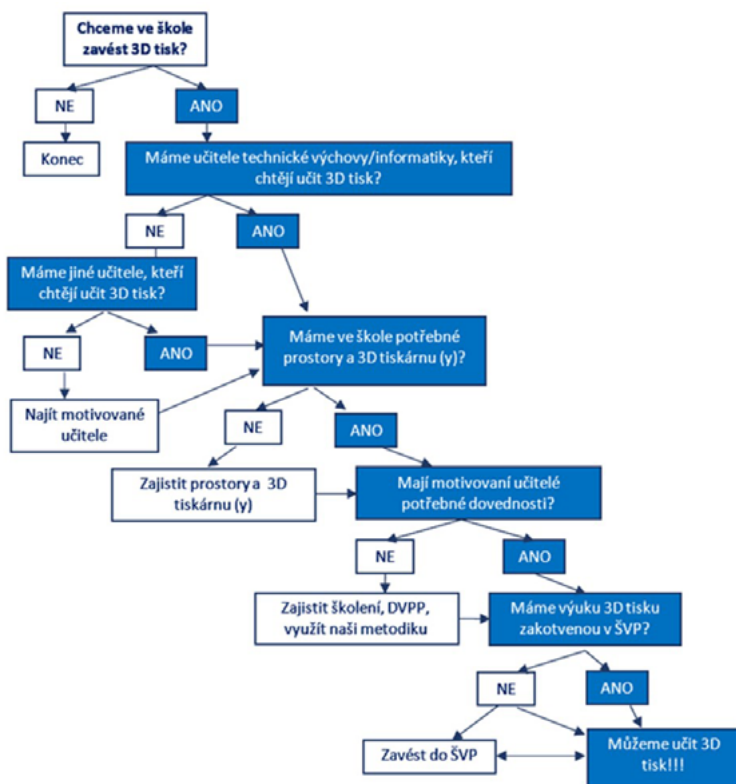 Chceme ve škole
zavést 3D tisk?
NE
ANO
Konec
Máme učitele technické výchovy/informatiky, kteří
chtějí učit 3D tisk?
NE
ANO
Máme jiné učitele, kteří
chtějí učit 3D tisk?
Máme ve škole potřebné
prostory a 3D tiskárnu (y)?
NE
ANO
Najít motivované
učitele
NE
ANO
Zajistit prostory a 3D
tiskárnu (y)
Mají motivovaní učitelé
potřebné dovednosti?
NE
ANO
Zajistit školení, DVPP,
využít naši metodiku
Máme výuku 3D tisku
zakotvenou v ŠVP?
NE
ANO
Zavést do ŠVP
Můžeme učit 3D
tisk!!!